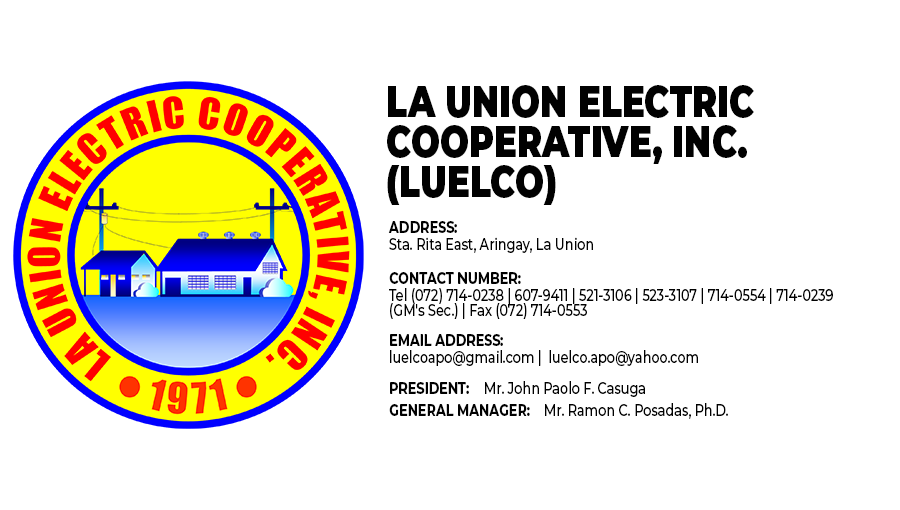 LA UNION ELECTRIC COOPERATIVE, INC.
1971
LA UNION ELECTRIC
COOPERATIVE, INC.
(LUELCO)
ADDRESS:
Sta. Rita East, Aringay, La Union
CONTACT NUMBER:
Tel (072) 714-0238 | 607-9411 | 521-3106 | 523-3107 | 714-0554 | 714-0239
(GM's Sec.) | Fax (072) 714-0553
EMAIL ADDRESS:
luelcoapo@gmail.com | luelco.apo@yahoo.com
PRESIDENT: Mr. John Paolo F. Casuga
GENERAL MANAGER: Mr. Ramon C. Posadas, Ph.D.